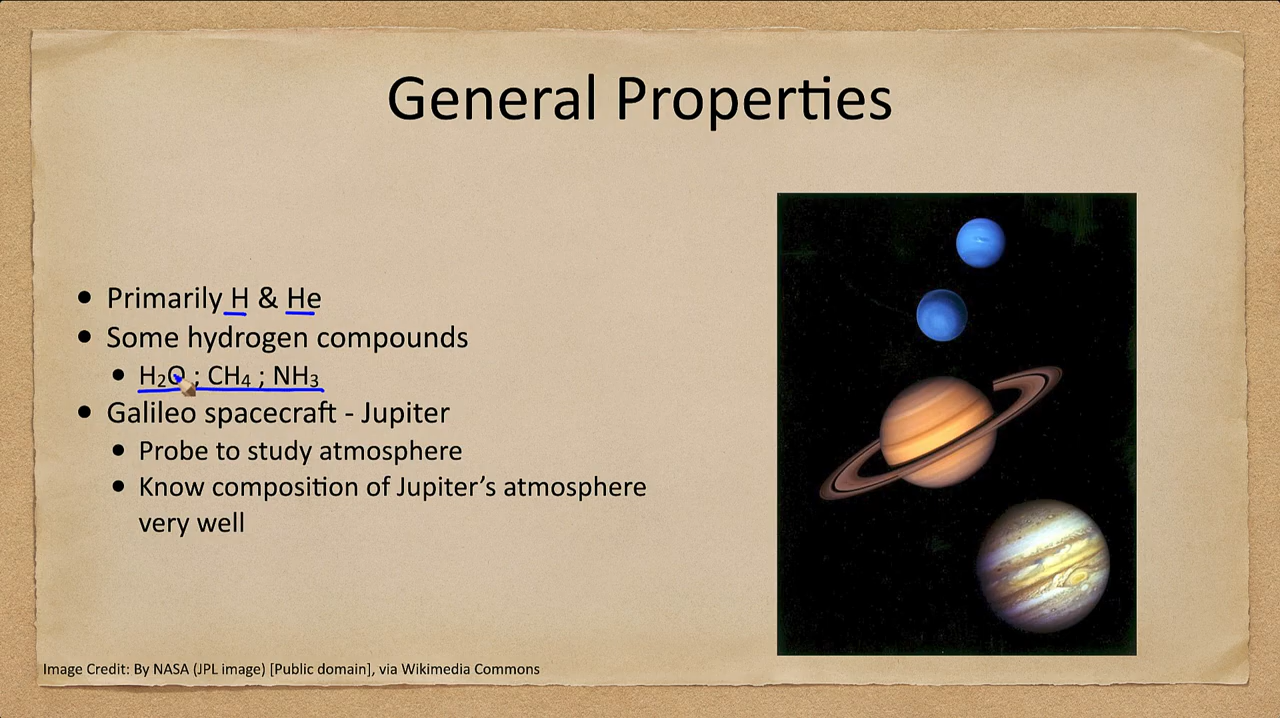 General Properties
• Primarily H & He
• Some hydrogen compounds
• H₂O ; CH₄ ; NH₃
• Galileo spacecraft - Jupiter
• Probe to study atmosphere
• Know composition of Jupiter’s atmosphere
very well
Image Credit: By NASA (JPL image) [Public domain], via Wikimedia Commons